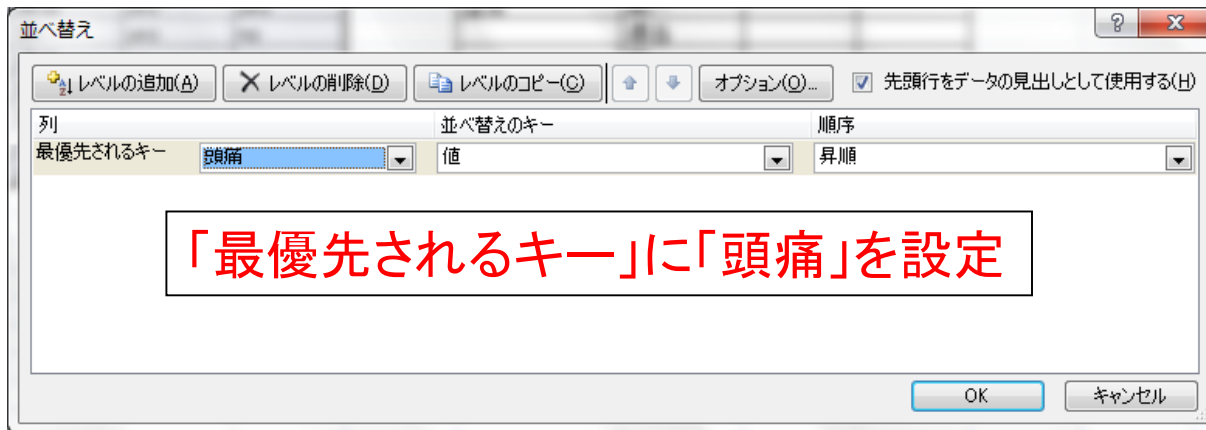 並べ替え
レベルの追加(A) レベルの削除(D) レベルのコピー(C) オプション(O)... 先頭行をデータの見出しとして使用する(H)
列 並べ替えのキー 順序
最優先されるキー 頭痛 値 昇順
「最優先されるキー」に「頭痛」を設定
OK キャンセル